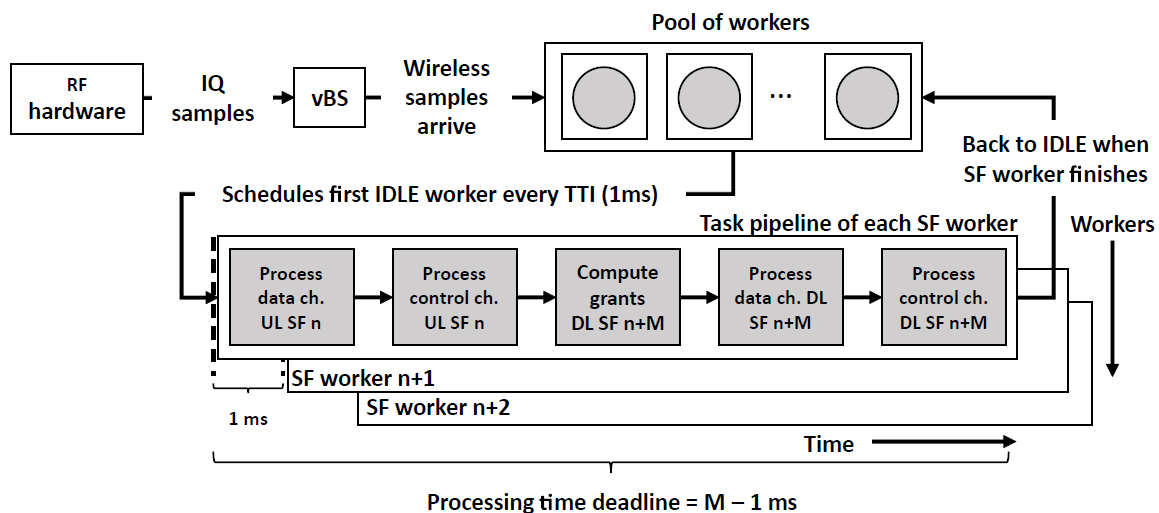 Pool of workers
RF
hardware
IQ
samples
vBS
Wireless
samples
arrive
...
Back to IDLE when
SF worker finishes
Schedules first IDLE worker every TTI (1ms)
Task pipeline of each SF worker
Workers
Process
data ch.
UL SF n
Process
control ch.
UL SF n
Compute
grants
DL SF n+M
Process
data ch. DL
SF n+M
Process
control ch.
DL SF n+M
SF worker n+1
SF worker n+2
1 ms
Time
Processing time deadline = M – 1 ms